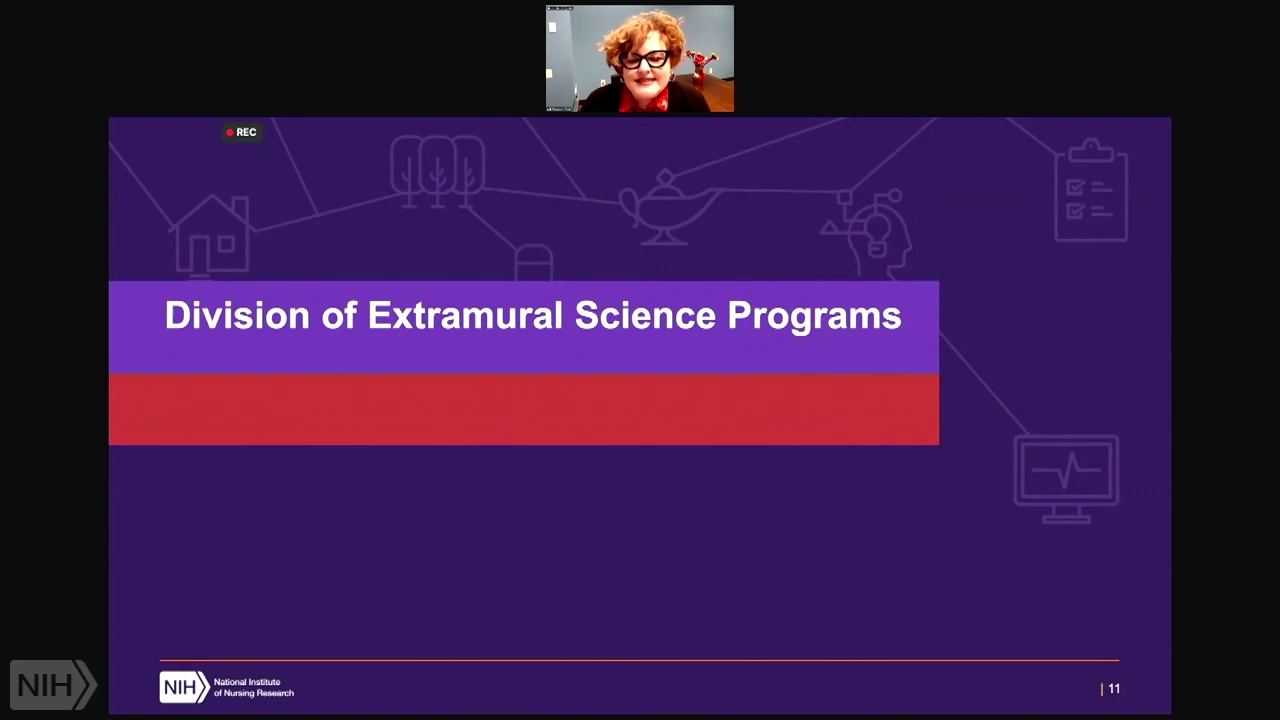 REC
Division of Extramural Science Programs
NIH
National Institute
of Nursing Research
| 11
NIH